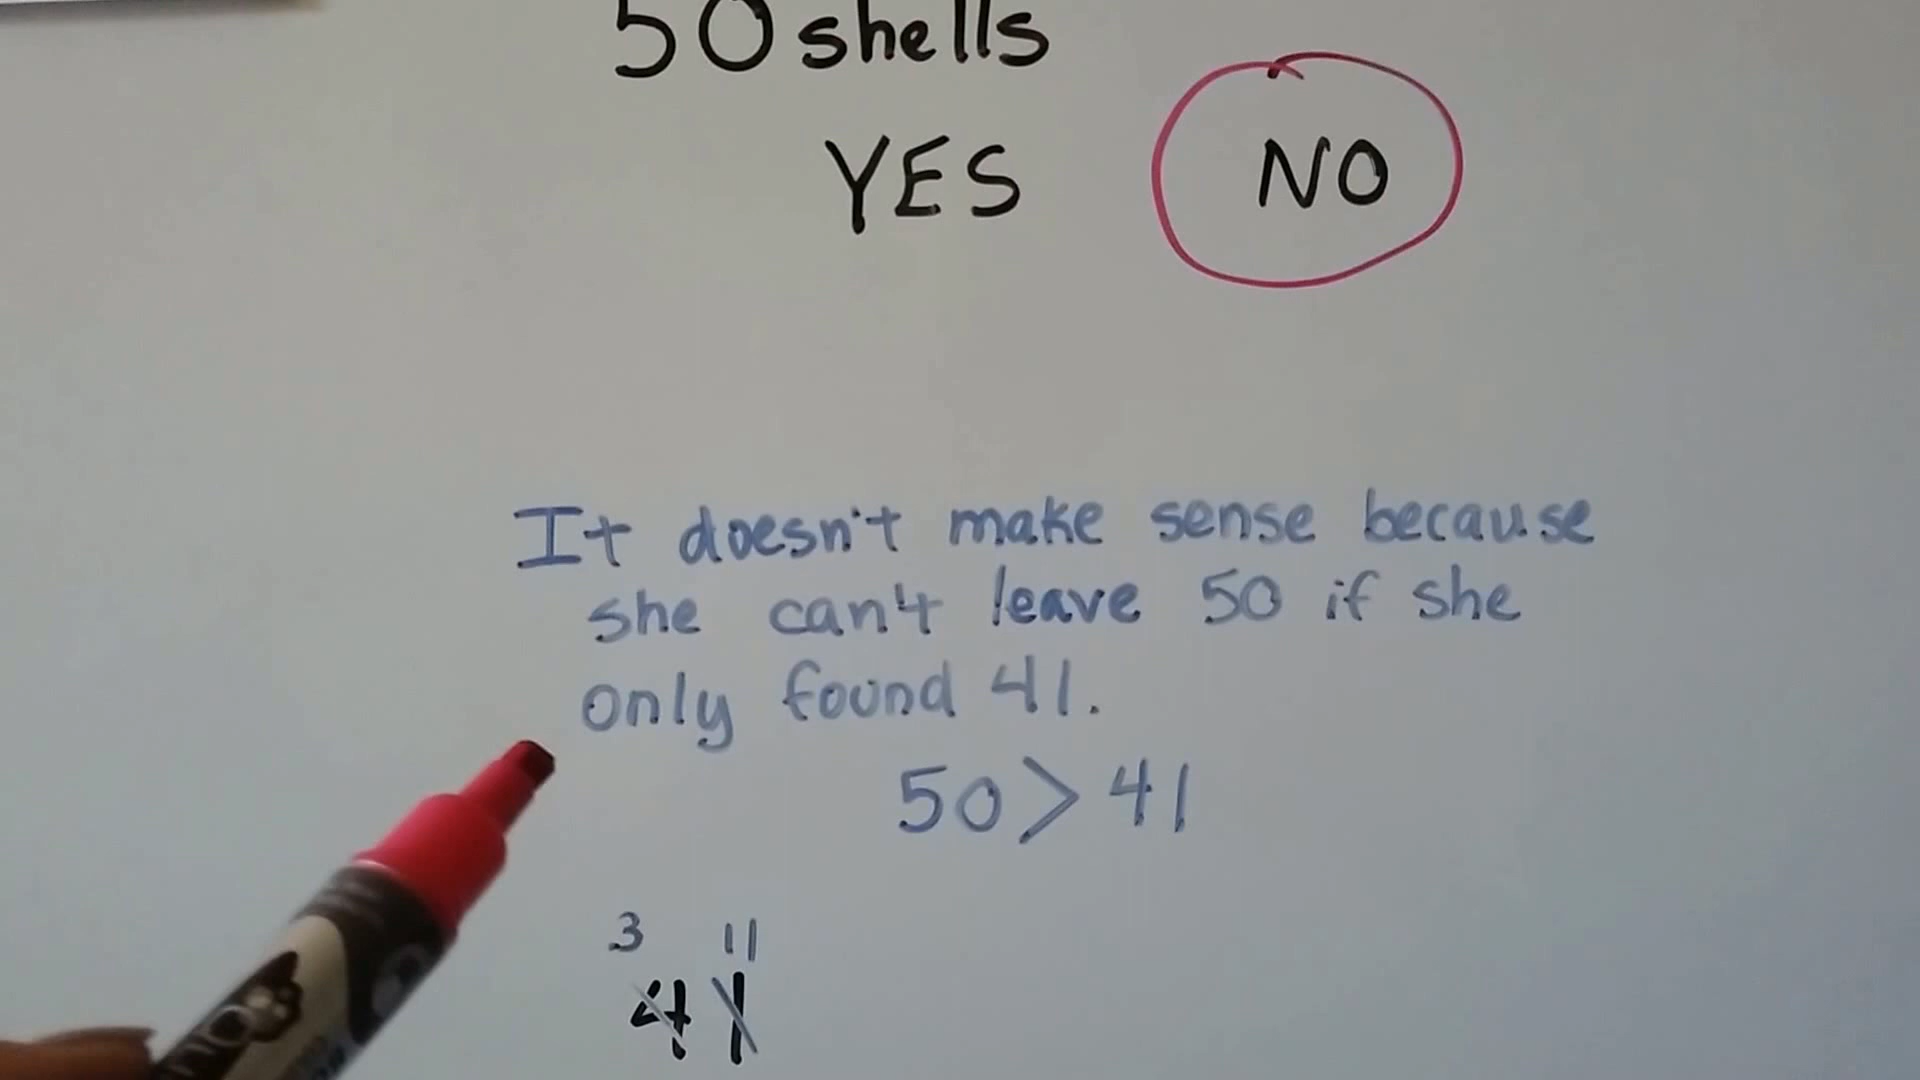 50 shells
YES NO
It doesn't make sense because
she can't leave 50 if she
only found 41.
50 > 41
3 11
41